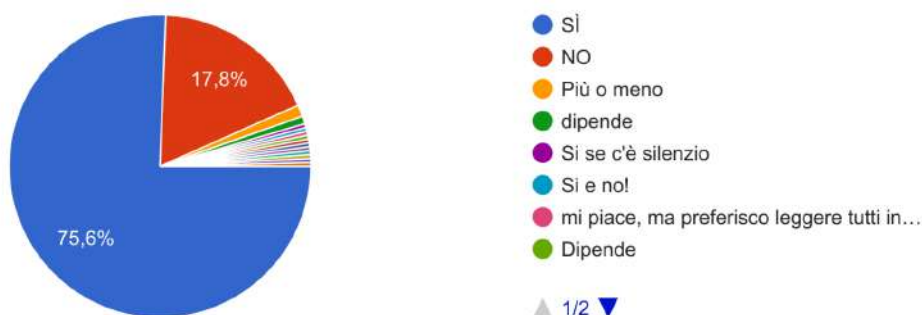 17,8%
75,6%
SÌ
NO
Più o meno
dipende
Si se c'è silenzio
Si e no!
mi piace, ma preferisco leggere tutti in…
Dipende
1/2